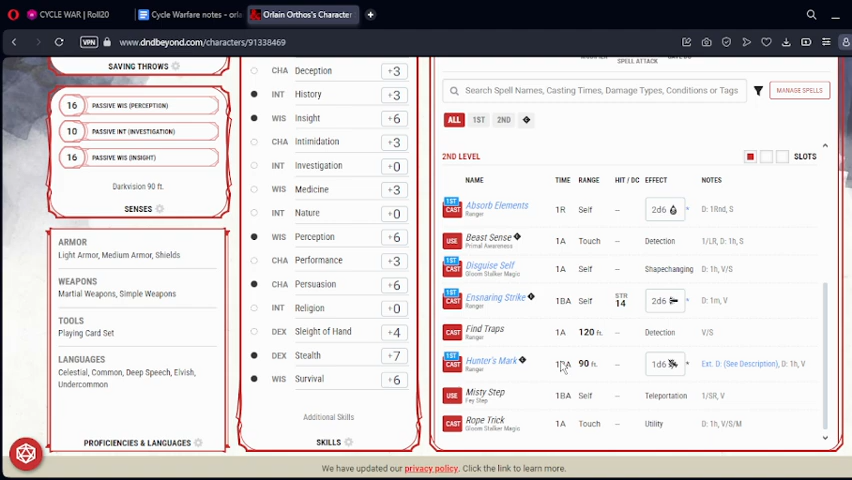 CYCLE WAR | Roll20
Cycle Warfare notes - orla
Orlain Orthos's Character
VPN
www.dndbeyond.com/characters/91338469
SAVING THROWS
16 PASSIVE WIS (PERCEPTION)
10 PASSIVE INT (INVESTIGATION)
16 PASSIVE WIS (INSIGHT)
Darkvision 90 ft.
SENSES
ARMOR
Light Armor, Medium Armor, Shields
WEAPONS
Martial Weapons, Simple Weapons
TOOLS
Playing Card Set
LANGUAGES
Celestial, Common, Deep Speech, Elvish,
Undercommon
PROFICIENCIES & LANGUAGES
CHA Deception +3
INT History +3
WIS Insight +6
CHA Intimidation +3
INT Investigation +0
WIS Medicine +3
INT Nature +0
WIS Perception +6
CHA Performance +3
CHA Persuasion +6
INT Religion +0
DEX Sleight of Hand +4
DEX Stealth +7
WIS Survival +6
Additional Skills
SKILLS
SPELL ATTACK
Search Spell Names, Casting Times, Damage Types, Conditions or Tags
MANAGE SPELLS
ALL 1ST 2ND
2ND LEVEL SLOTS
NAME TIME RANGE HIT / DC EFFECT NOTES
1ST CAST Absorb Elements 1R Self -- 2d6 * D: 1Rnd, S
Ranger
USE Beast Sense 1A Touch -- Detection 1/LR, D: 1h, S
Primal Awareness
1ST CAST Disguise Self 1A Self -- Shapechanging D: 1h, V/S
Gloom Stalker Magic
1ST CAST Ensnaring Strike 1BA Self STR 14 2d6 * D: 1m, V
Ranger
CAST Find Traps 1A 120 ft. -- Detection V/S
Ranger
1ST CAST Hunter's Mark 1BA 90 ft. -- 1d6 * Ext. D: (See Description), D: 1h, V
Ranger
USE Misty Step 1BA Self -- Teleportation 1/SR, V
Fey Step
CAST Rope Trick 1A Touch -- Utility D: 1h, V/S/M
Gloom Stalker Magic
We have updated our privacy policy. Click the link to learn more.